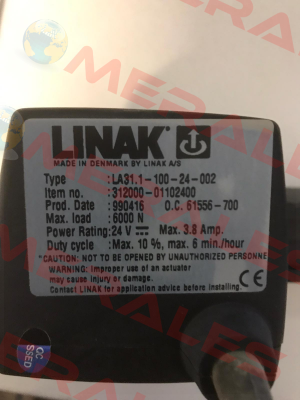 MERALES
LINAK
MADE IN DENMARK BY LINAK A/S
Type :LA31.1-100-24-002
Item no. :312000-01102400
Prod. Date :990416 O.C. 61556-700
Max. load :6000 N
Power Rating:24 V Max. 3.8 Amp.
Duty cycle :Max. 10 %, max. 6 min./hour
*CAUTION: NOT TO BE OPENED BY UNAUTHORIZED PERSONNE
WARNING: Improper use of an actuator
may cause injury or damage.
Contact LINAK for application advice before installing.
CE